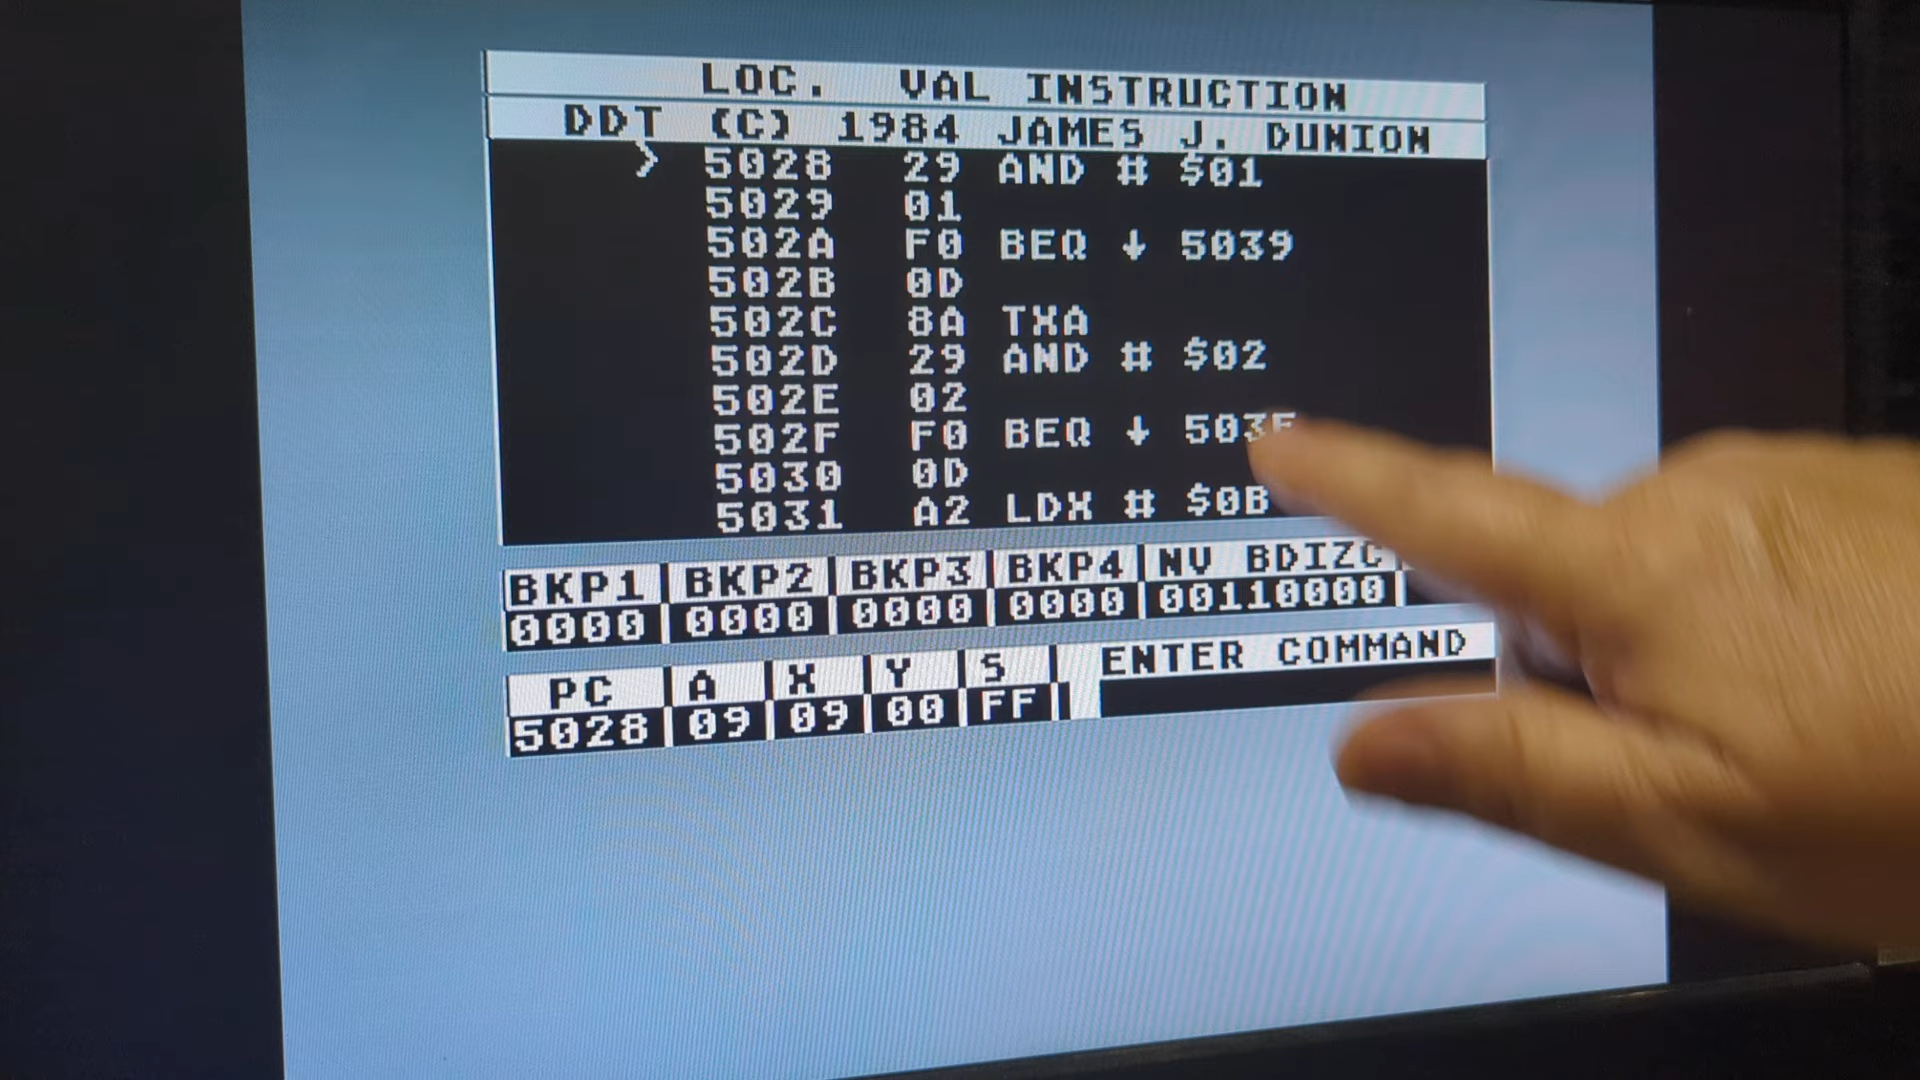 LOC. VAL INSTRUCTION
DDT (C) 1984 JAMES J. DUNION
> 5028 29 AND # $01
5029 01
502A F0 BEQ ↓ 5039
502B 0D
502C 8A TXA
502D 29 AND # $02
502E 02
502F F0 BEQ ↓ 503E
5030 0D
5031 A2 LDX # $0B
BKP1 BKP2 BKP3 BKP4 NV BDIZC
0000 0000 0000 0000 00110000
PC A X Y S ENTER COMMAND
5028 09 09 00 FF